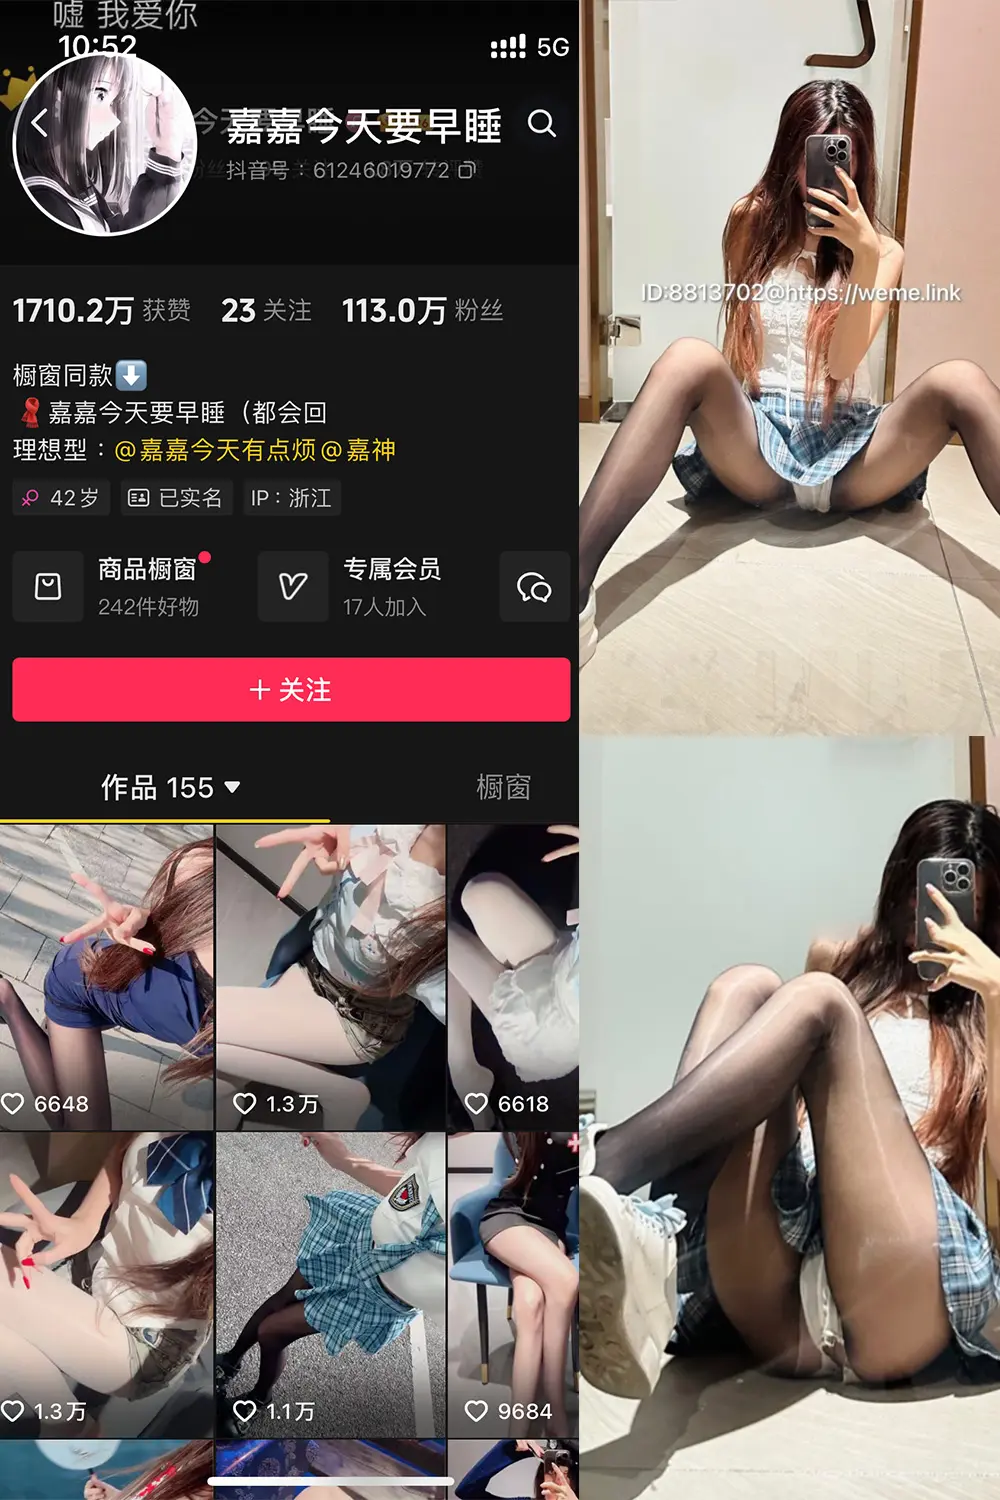 嘘 我爱你
10:52
5G
嘉嘉今天要早睡
抖音号：61246019772
1710.2万 获赞 23 关注 113.0万 粉丝
橱窗同款⬇️
🧣嘉嘉今天要早睡（都会回
理想型：@嘉嘉今天有点烦@嘉神
42岁 已实名 IP：浙江
商品橱窗
242件好物
专属会员
17人加入
＋ 关注
作品 155 橱窗
6648
1.3万
6618
1.3万
1.1万
9684
ID:8813702@https://weme.link